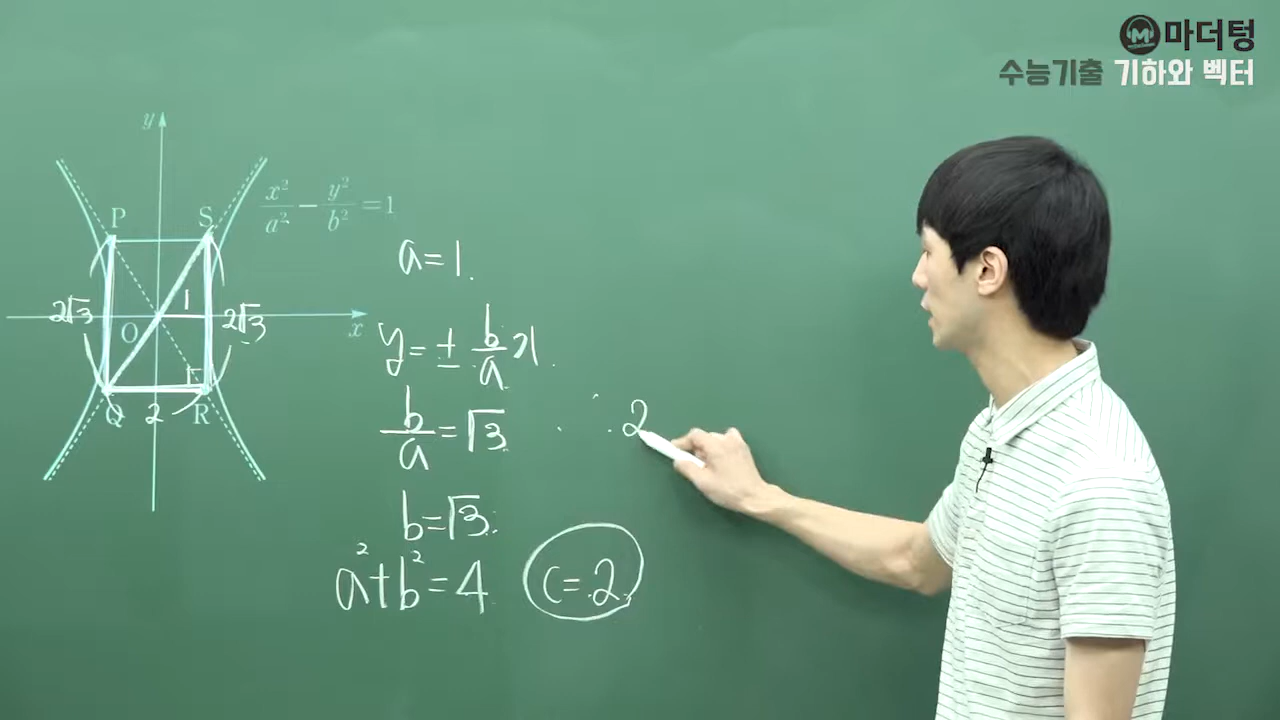 마더텅
수능기출 기하와 벡터
y
x²/a² − y²/b² = 1
P S
a=1.
2√3 1 2√3
O x
y=± b/a x.
Q 2 R
b/a = √3
∴ 2
b=√3.
a²+b²=4 c=2